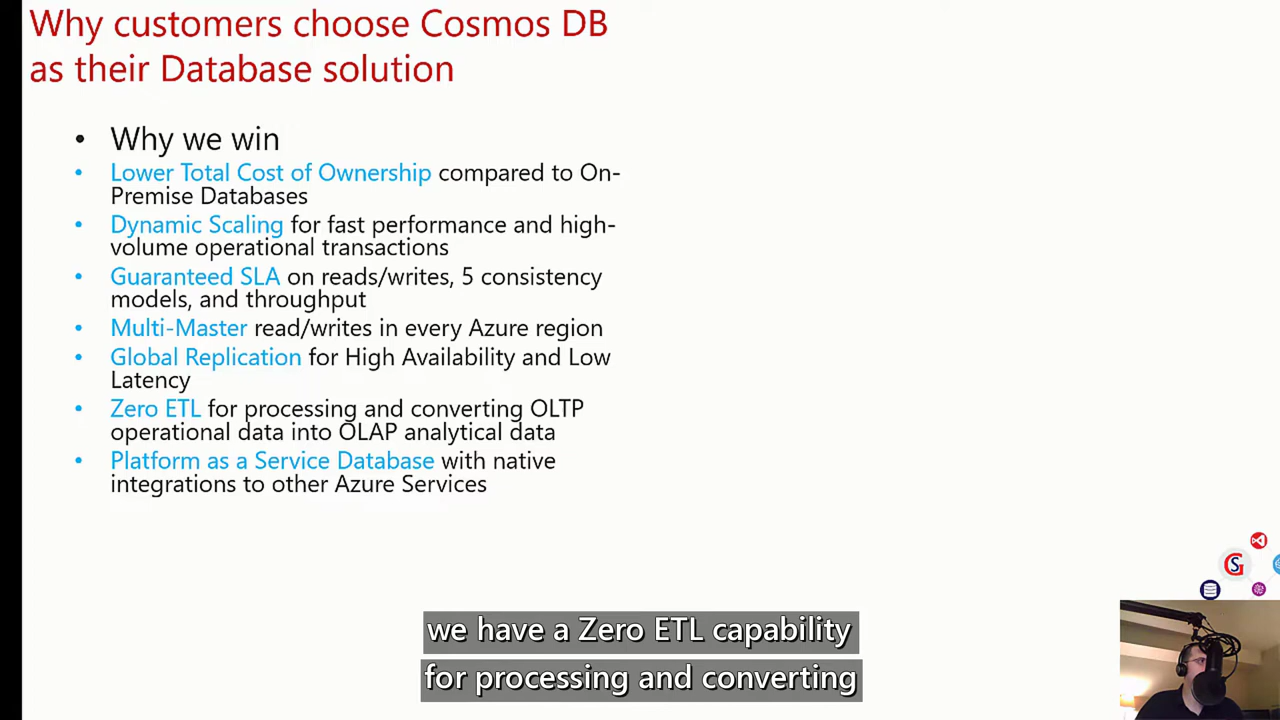 Why customers choose Cosmos DB
as their Database solution
• Why we win
• Lower Total Cost of Ownership compared to On-
Premise Databases
• Dynamic Scaling for fast performance and high-
volume operational transactions
• Guaranteed SLA on reads/writes, 5 consistency
models, and throughput
• Multi-Master read/writes in every Azure region
• Global Replication for High Availability and Low
Latency
• Zero ETL for processing and converting OLTP
operational data into OLAP analytical data
• Platform as a Service Database with native
integrations to other Azure Services
we have a Zero ETL capability
for processing and converting